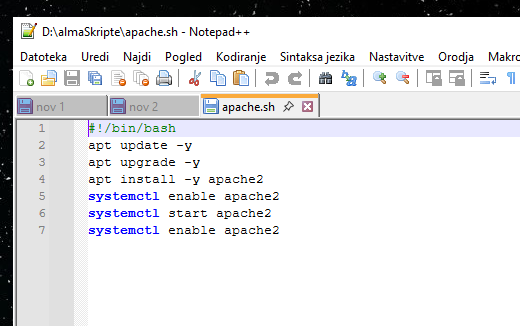 D:\almaSkripte\apache.sh - Notepad++
Datoteka Uredi Najdi Pogled Kodiranje Sintaksa jezika Nastavitve Orodja Makro
nov 1 nov 2 apache.sh
1 #!/bin/bash
2 apt update -y
3 apt upgrade -y
4 apt install -y apache2
5 systemctl enable apache2
6 systemctl start apache2
7 systemctl enable apache2